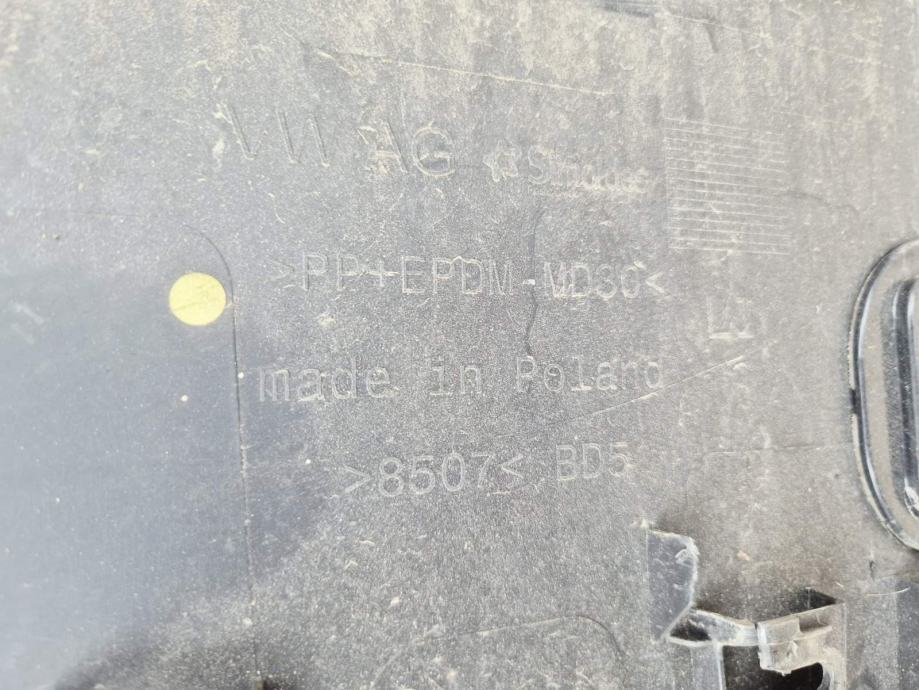 VW AG
>PP+EPDM-MD30<
made in Poland
>8507< BD5